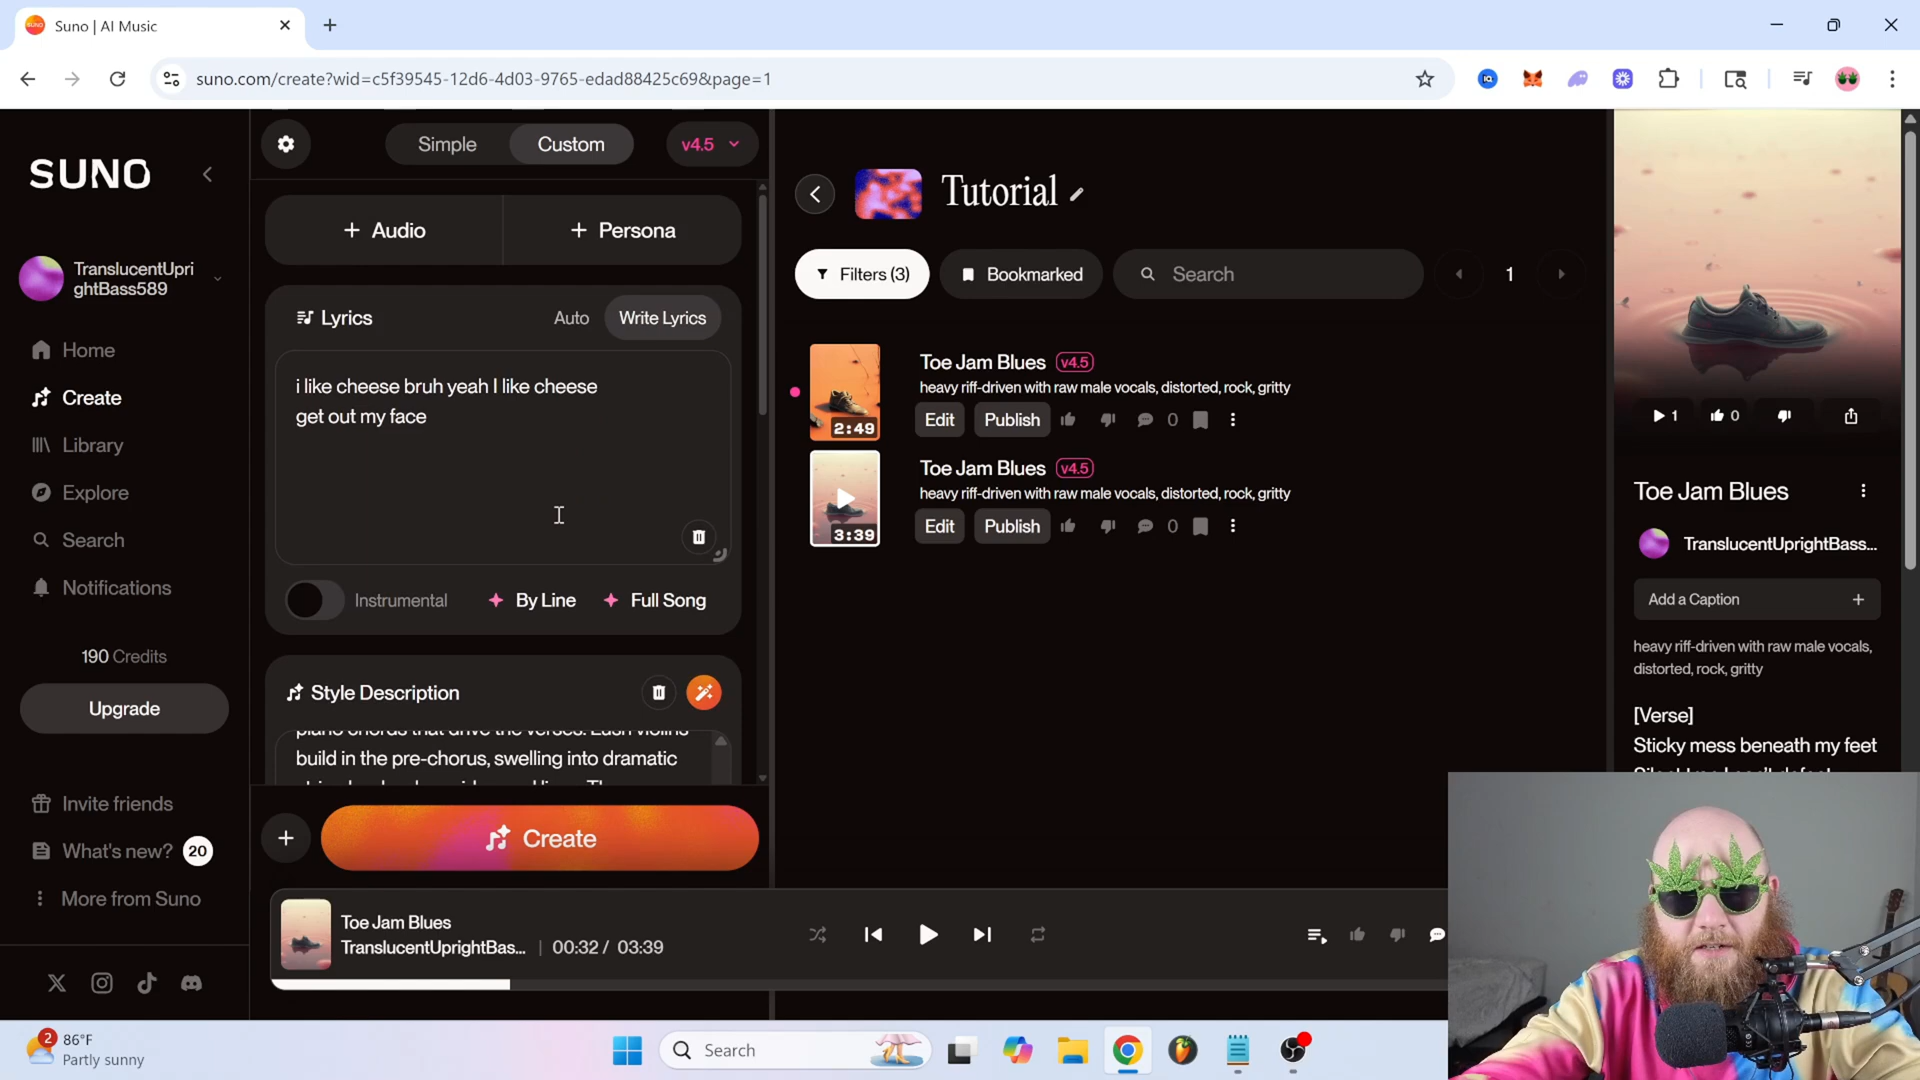 Suno | AI Music
suno.com/create?wid=c5f39545-12d6-4d03-9765-edad88425c69&page=1
SUNO
TranslucentUpri
ghtBass589
Home
Create
Library
Explore
Search
Notifications
190 Credits
Upgrade
Invite friends
What's new? 20
More from Suno
Simple
Custom
v4.5
+ Audio
+ Persona
Lyrics
Auto
Write Lyrics
i like cheese bruh yeah I like cheese
get out my face
Instrumental
By Line
Full Song
Style Description
build in the pre-chorus, swelling into dramatic
Create
Tutorial
Filters (3)
Bookmarked
Search
1
Toe Jam Blues v4.5
heavy riff-driven with raw male vocals, distorted, rock, gritty
2:49
Edit
Publish
0
Toe Jam Blues v4.5
heavy riff-driven with raw male vocals, distorted, rock, gritty
3:39
Edit
Publish
0
1
0
Toe Jam Blues
TranslucentUprightBass...
Add a Caption +
heavy riff-driven with raw male vocals,
distorted, rock, gritty
[Verse]
Sticky mess beneath my feet
Toe Jam Blues
TranslucentUprightBas... | 00:32 / 03:39
2
86°F
Partly sunny
Search